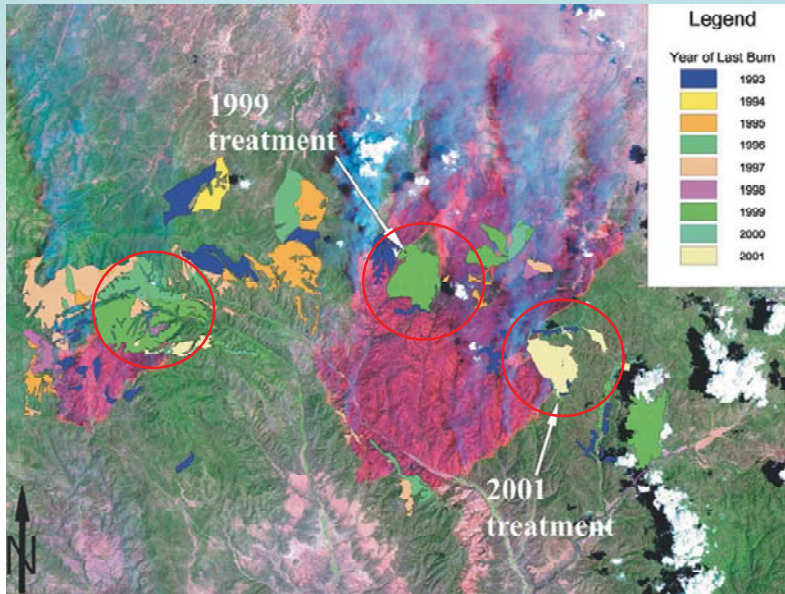 Legend
Year of Last Burn
1993
1994
1995
1996
1997
1998
1999
2000
2001
1999
treatment
2001
treatment
N